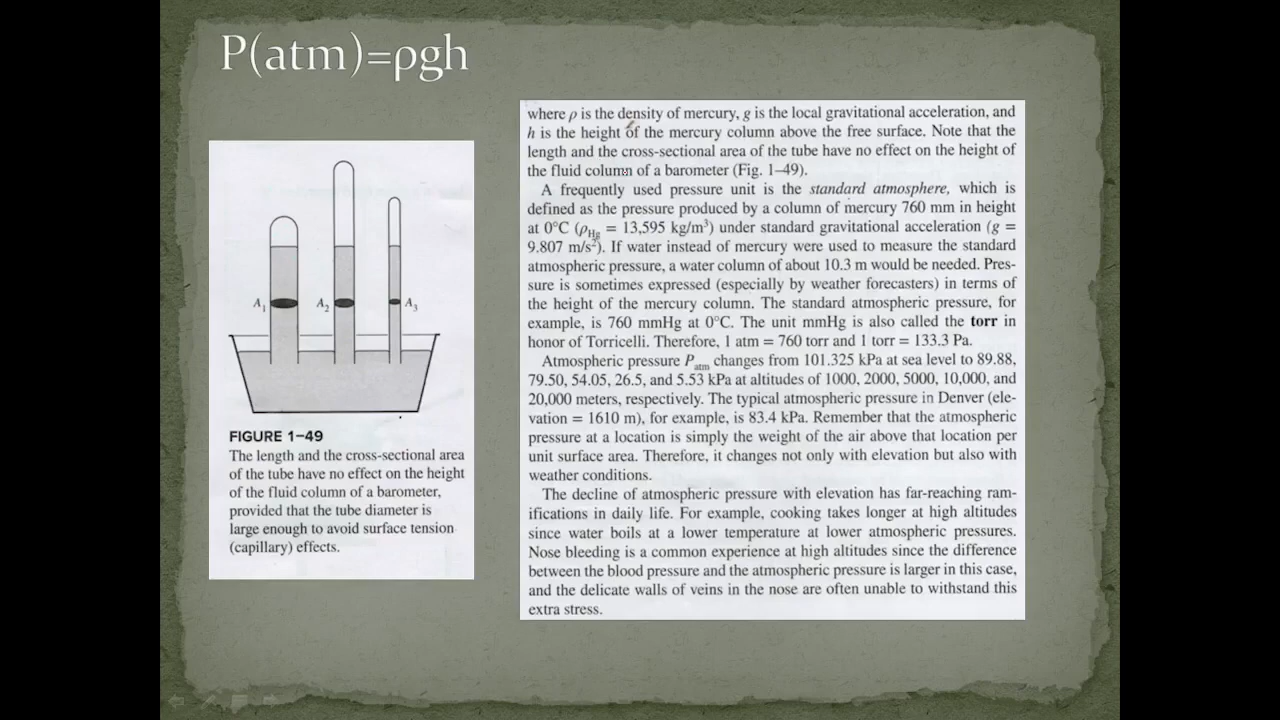 P(atm)=ρgh
A1
A2
A3
FIGURE 1–49
The length and the cross-sectional area
of the tube have no effect on the height
of the fluid column of a barometer,
provided that the tube diameter is
large enough to avoid surface tension
(capillary) effects.
where ρ is the density of mercury, g is the local gravitational acceleration, and
h is the height of the mercury column above the free surface. Note that the
length and the cross-sectional area of the tube have no effect on the height of
the fluid column of a barometer (Fig. 1–49).
A frequently used pressure unit is the standard atmosphere, which is
defined as the pressure produced by a column of mercury 760 mm in height
at 0°C (ρHg = 13,595 kg/m³) under standard gravitational acceleration (g =
9.807 m/s²). If water instead of mercury were used to measure the standard
atmospheric pressure, a water column of about 10.3 m would be needed. Pres-
sure is sometimes expressed (especially by weather forecasters) in terms of
the height of the mercury column. The standard atmospheric pressure, for
example, is 760 mmHg at 0°C. The unit mmHg is also called the torr in
honor of Torricelli. Therefore, 1 atm = 760 torr and 1 torr = 133.3 Pa.
Atmospheric pressure Patm changes from 101.325 kPa at sea level to 89.88,
79.50, 54.05, 26.5, and 5.53 kPa at altitudes of 1000, 2000, 5000, 10,000, and
20,000 meters, respectively. The typical atmospheric pressure in Denver (ele-
vation = 1610 m), for example, is 83.4 kPa. Remember that the atmospheric
pressure at a location is simply the weight of the air above that location per
unit surface area. Therefore, it changes not only with elevation but also with
weather conditions.
The decline of atmospheric pressure with elevation has far-reaching ram-
ifications in daily life. For example, cooking takes longer at high altitudes
since water boils at a lower temperature at lower atmospheric pressures.
Nose bleeding is a common experience at high altitudes since the difference
between the blood pressure and the atmospheric pressure is larger in this case,
and the delicate walls of veins in the nose are often unable to withstand this
extra stress.